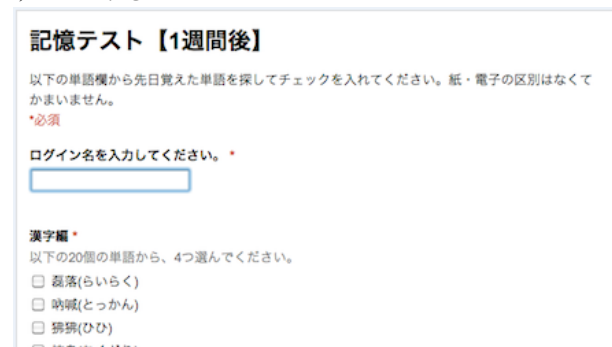 記憶テスト【1週間後】
以下の単語欄から先日覚えた単語を探してチェックを入れてください。紙・電子の区別はなくて
かまいません。
*必須
ログイン名を入力してください。 *
漢字編 *
以下の20個の単語から、4つ選んでください。
磊落(らいらく)
吶喊(とっかん)
狒狒(ひひ)